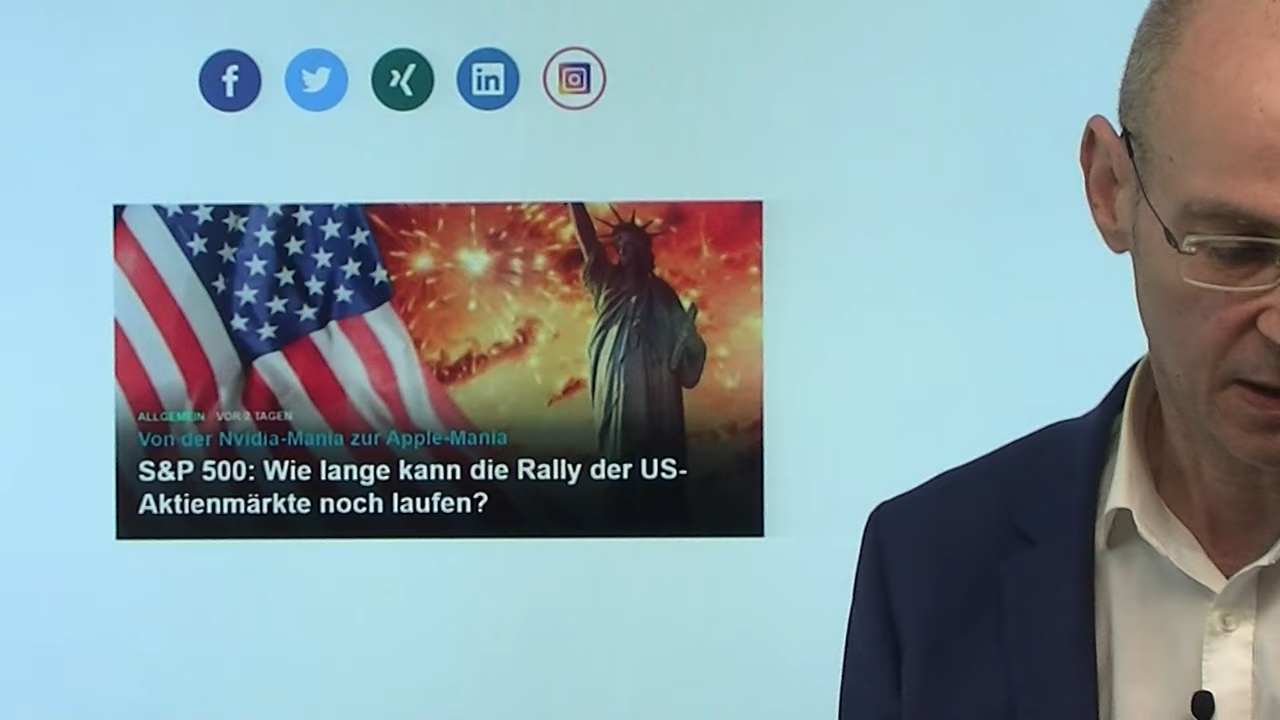 f
in
ALLGEMEIN VOR 2 TAGEN
Von der Nvidia-Mania zur Apple-Mania
S&P 500: Wie lange kann die Rally der US-
Aktienmärkte noch laufen?